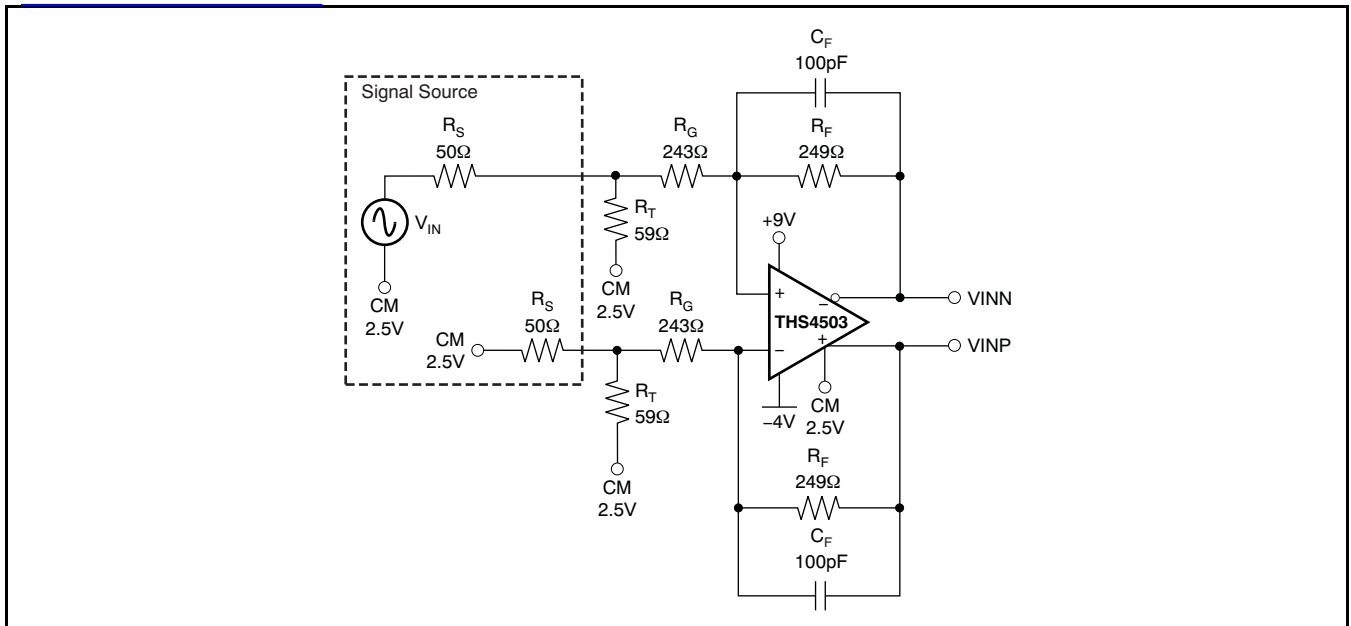 C_F
100pF
Signal Source
R_S
50Ω
R_G
243Ω
R_F
249Ω
V_IN
R_T
59Ω
+9V
CM
2.5V
CM
2.5V
R_S
50Ω
R_G
243Ω
+
−
THS4503
VINN
CM
2.5V
−
+
VINP
R_T
59Ω
−4V
CM
2.5V
R_F
249Ω
CM
2.5V
C_F
100pF